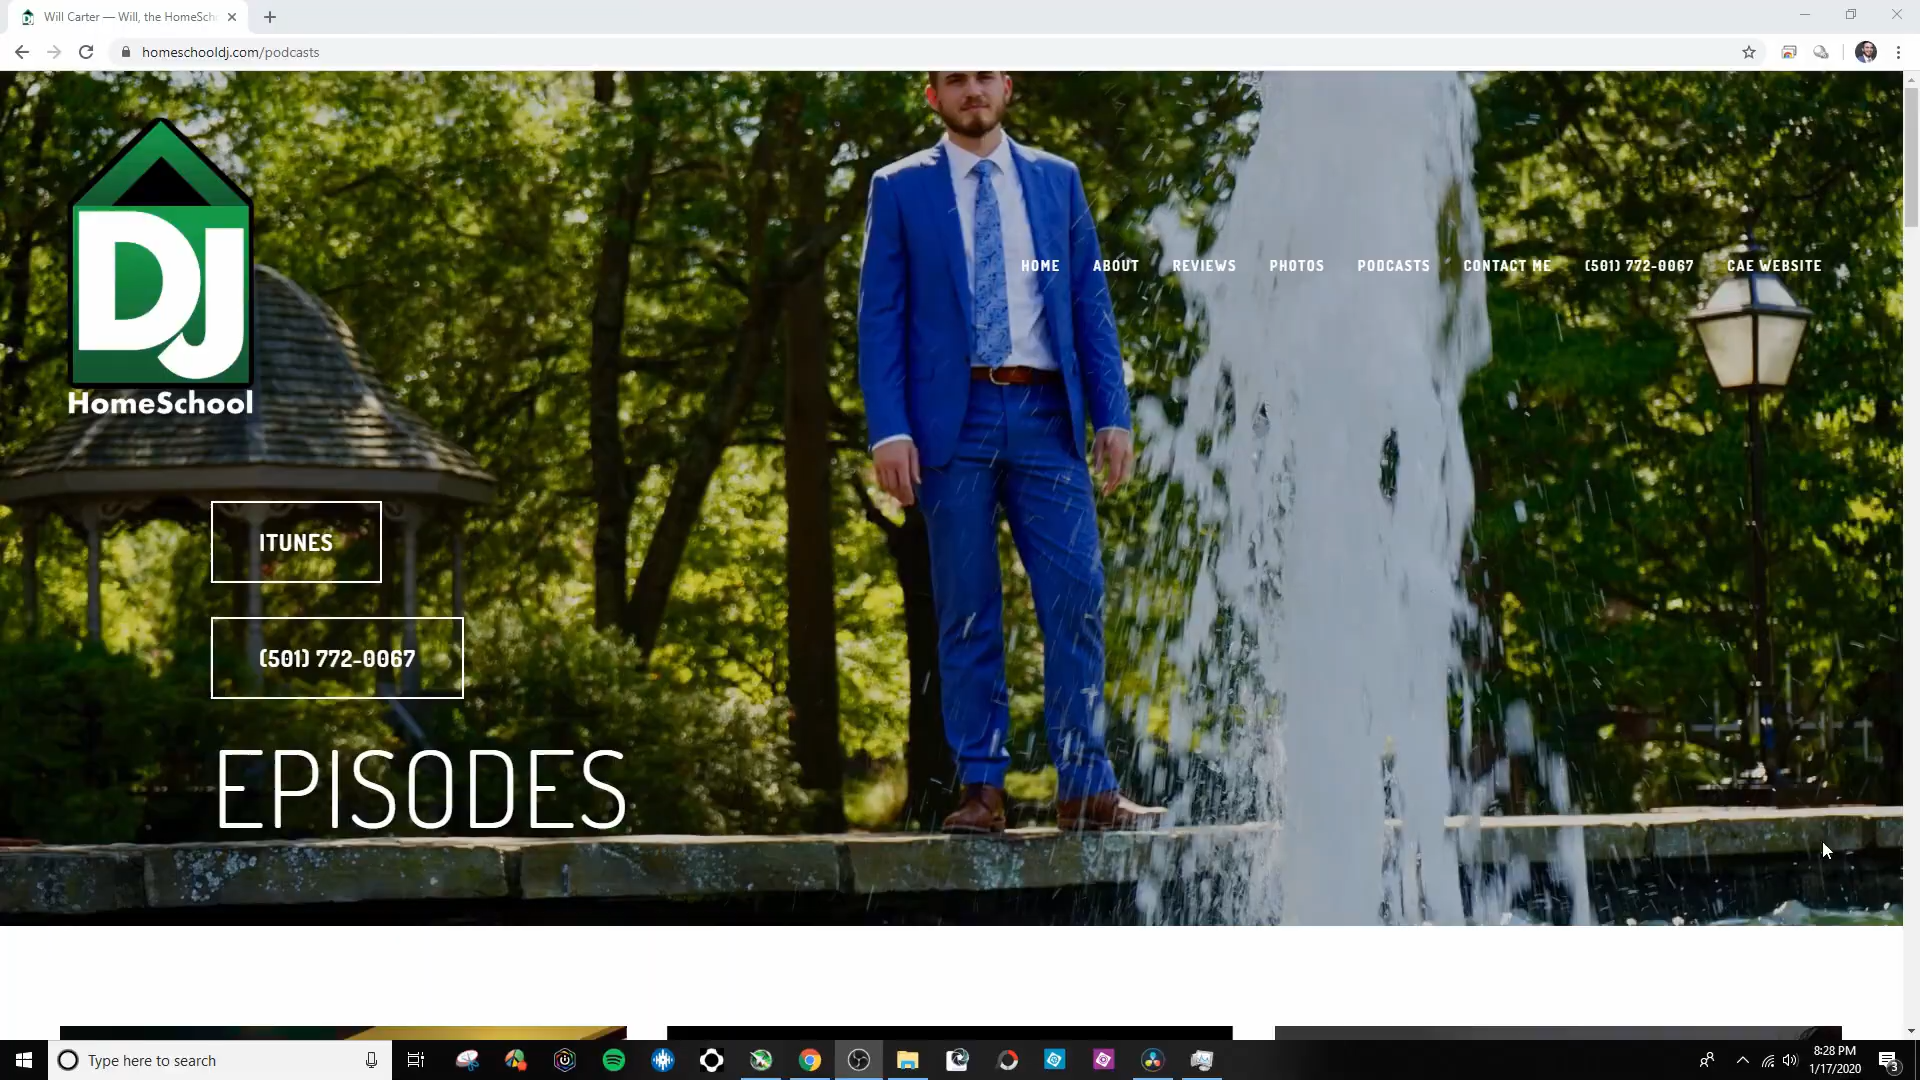 Will Carter — Will, the HomeSch
homeschooldj.com/podcasts
DJ
HomeSchool
HOME ABOUT REVIEWS PHOTOS PODCASTS CONTACT ME (501) 772-0067 CAE WEBSITE
ITUNES
(501) 772-0067
EPISODES
Type here to search
8:28 PM
1/17/2020
3